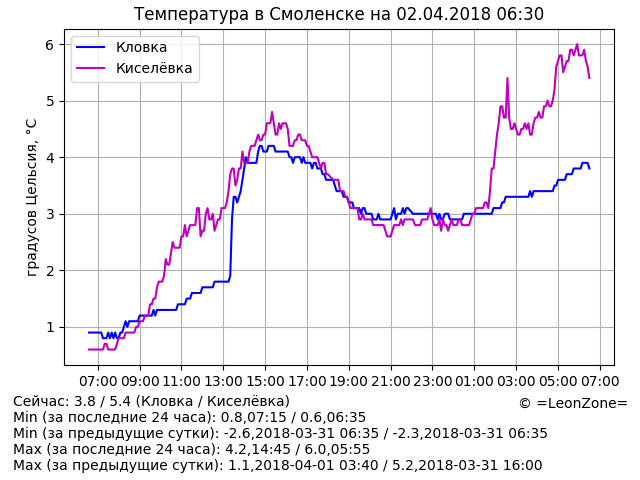 Температура в Смоленске на 02.04.2018 06:30
Кловка
Киселёвка
градусов Цельсия, °C
6
5
4
3
2
1
07:00 09:00 11:00 13:00 15:00 17:00 19:00 21:00 23:00 01:00 03:00 05:00 07:00
Сейчас: 3.8 / 5.4 (Кловка / Киселёвка)
© =LeonZone=
Min (за последние 24 часа): 0.8,07:15 / 0.6,06:35
Min (за предыдущие сутки): -2.6,2018-03-31 06:35 / -2.3,2018-03-31 06:35
Max (за последние 24 часа): 4.2,14:45 / 6.0,05:55
Max (за предыдущие сутки): 1.1,2018-04-01 03:40 / 5.2,2018-03-31 16:00